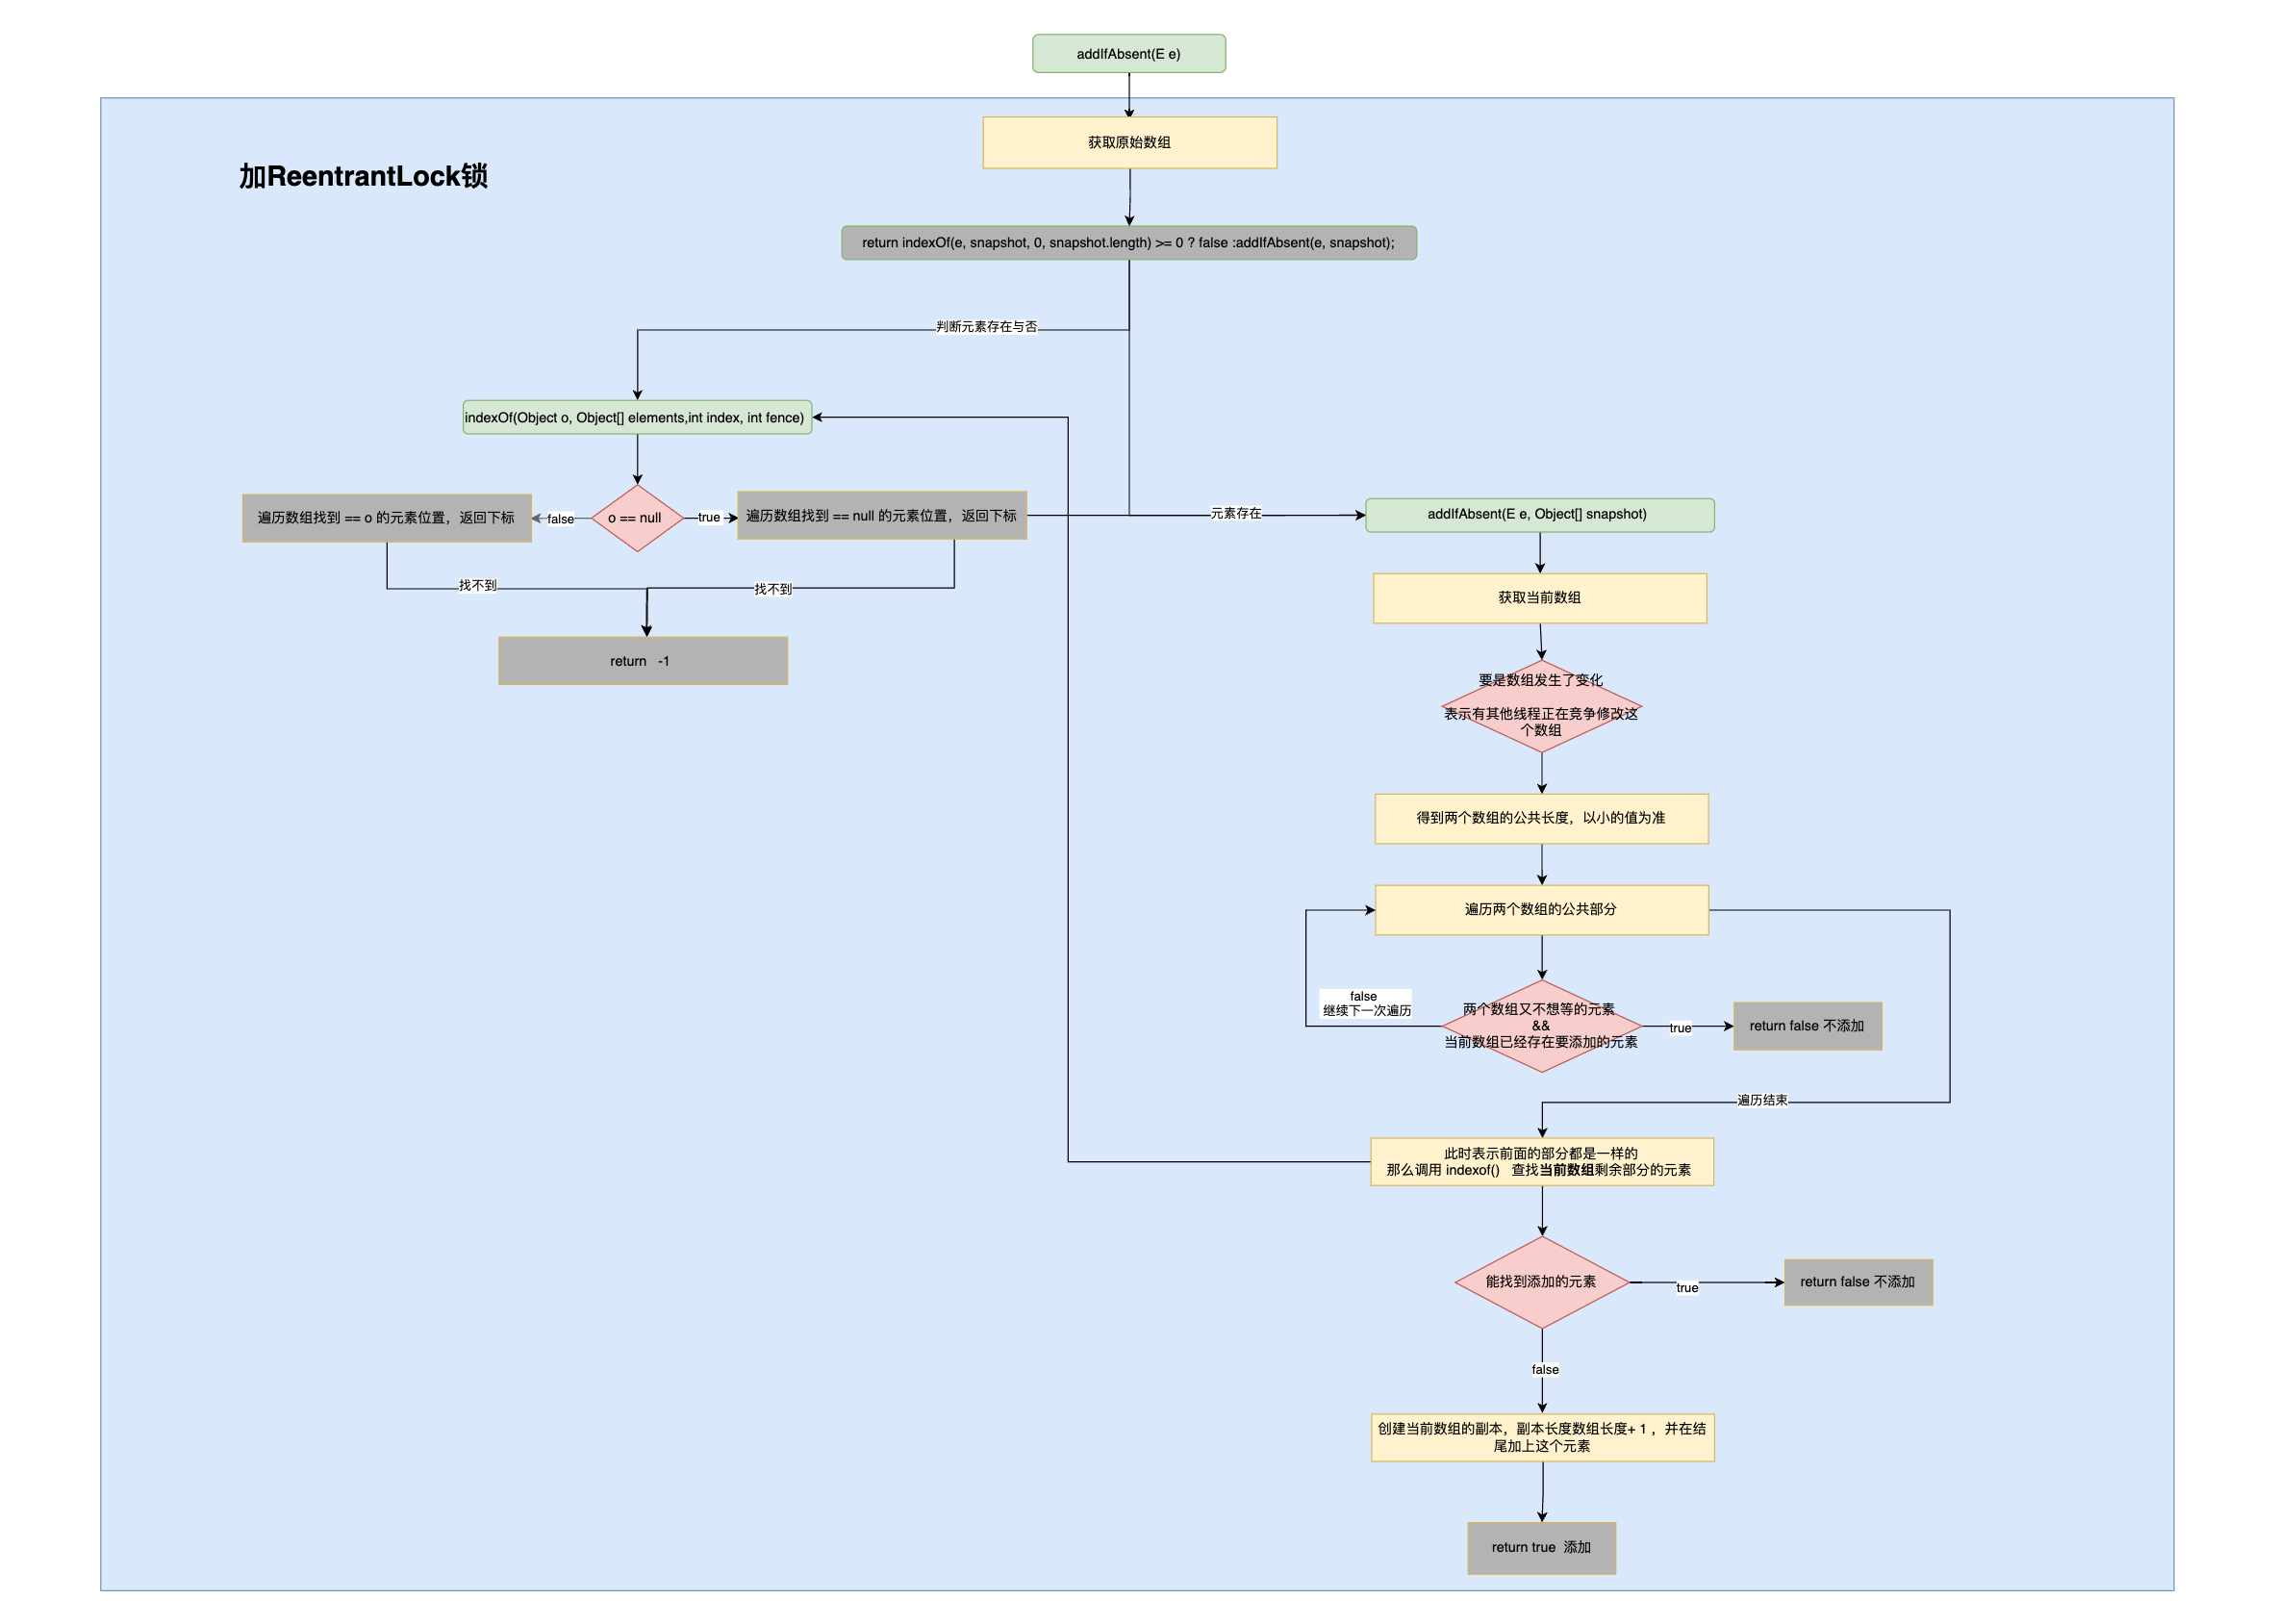 addIfAbsent(E e)
获取原始数组
加ReentrantLock锁
return indexOf(e, snapshot, 0, snapshot.length) >= 0 ? false :addIfAbsent(e, snapshot);
判断元素存在与否
indexOf(Object o, Object[] elements,int index, int fence)
遍历数组找到 == o 的元素位置，返回下标
false
o == null
true
遍历数组找到 == null 的元素位置，返回下标
元素存在
addIfAbsent(E e, Object[] snapshot)
找不到
找不到
return -1
获取当前数组
要是数组发生了变化
表示有其他线程正在竞争修改这
个数组
得到两个数组的公共长度，以小的值为准
遍历两个数组的公共部分
false
继续下一次遍历
两个数组又不想等的元素
&&
当前数组已经存在要添加的元素
true
return false 不添加
遍历结束
此时表示前面的部分都是一样的
那么调用 indexof() 查找当前数组剩余部分的元素
能找到添加的元素
true
return false 不添加
false
创建当前数组的副本，副本长度数组长度+ 1 ，并在结
尾加上这个元素
return true 添加